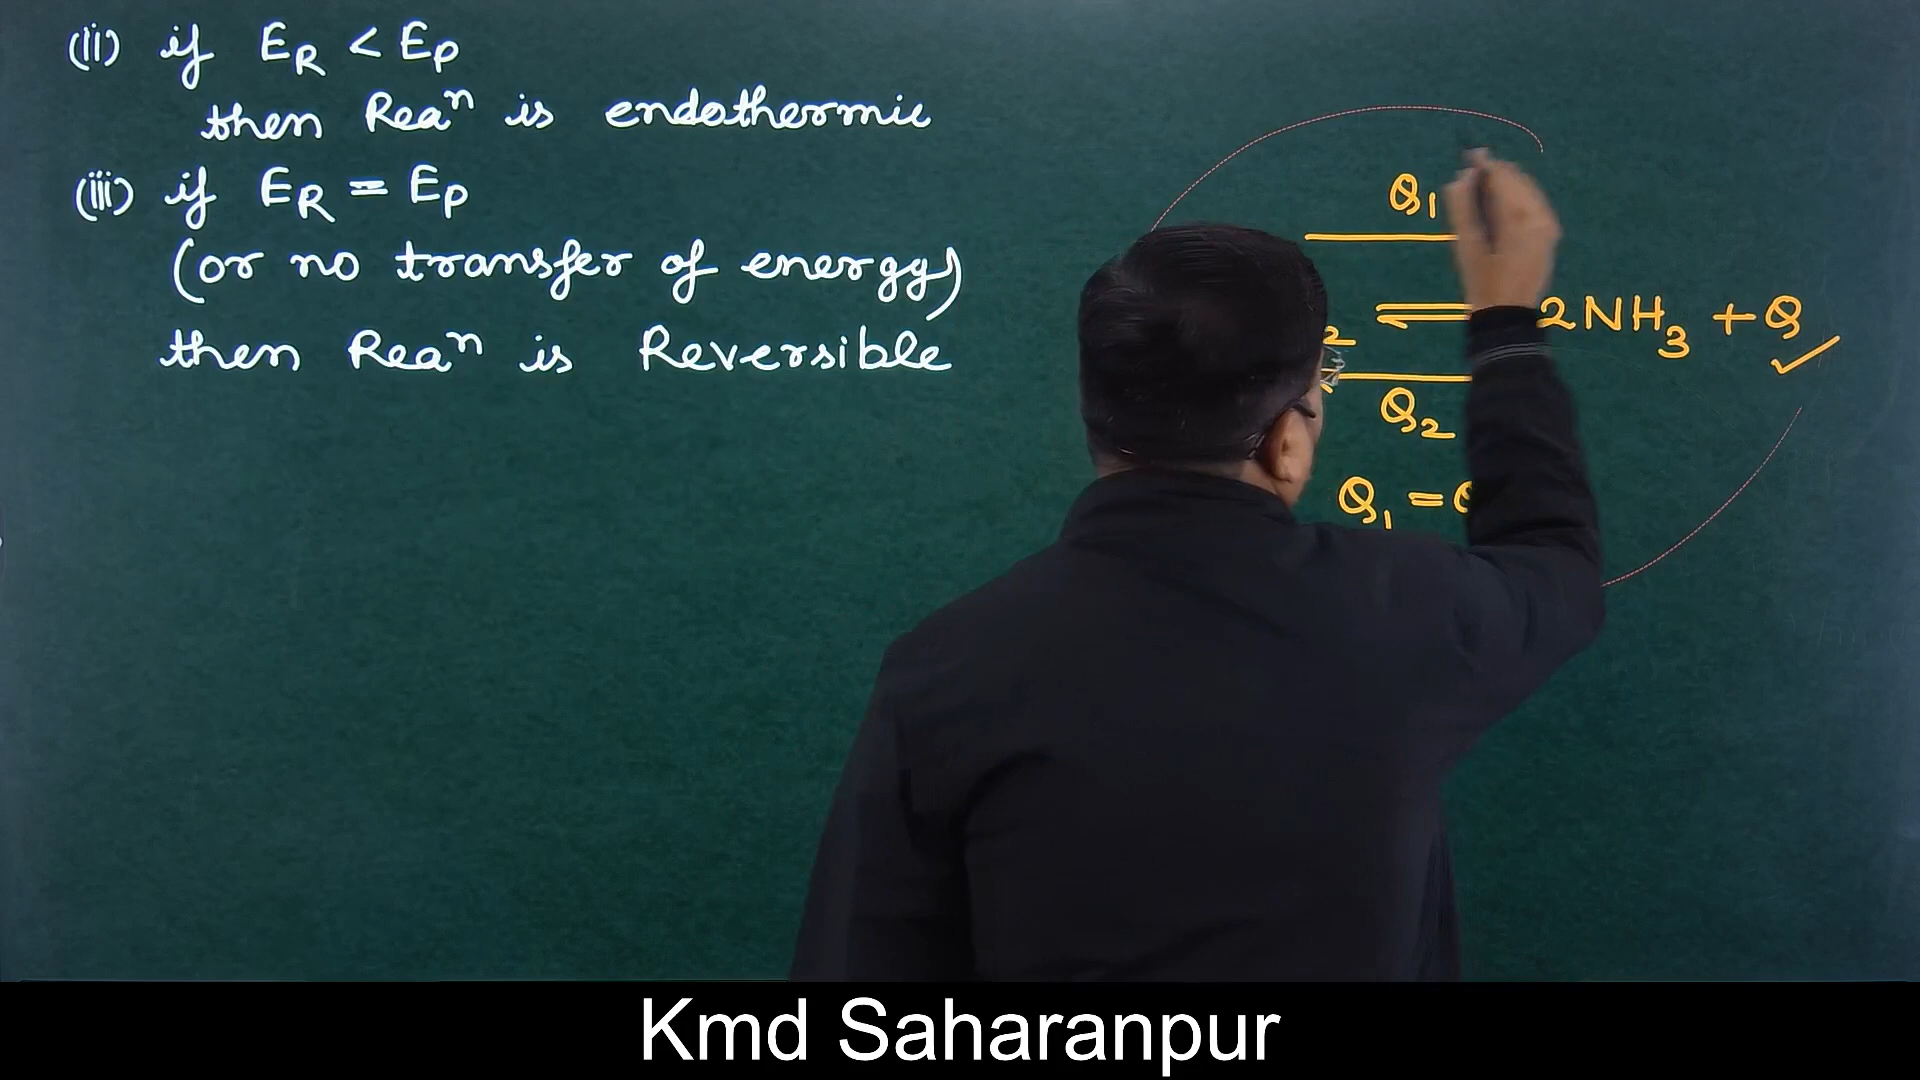 (ii) if E_R < E_P
then Reaⁿ is endothermic
(iii) if E_R = E_P
(or no transfer of energy)
then Reaⁿ is Reversible
Q₁
₂ ⇌ 2NH₃ + Q ✓
Q₂
Q₁ =
Kmd Saharanpur